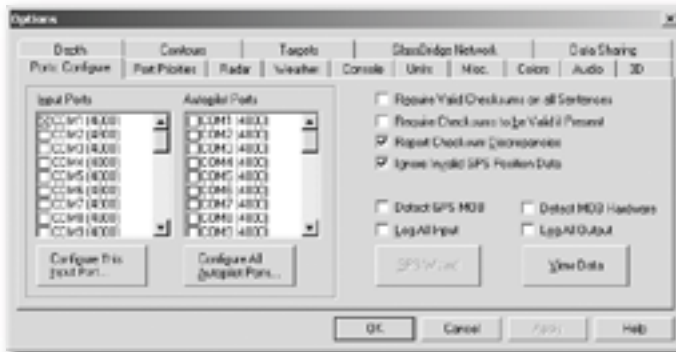 Options
Depth Contours Targets GlassBridge Network Data Sharing
Ports: Configure Port Priorities Radar Weather Console Units Misc. Colors Audio 3D
Input Ports
COM1 (4800)
COM2 (4800)
COM3 (4800)
COM4 (4800)
COM5 (4800)
COM6 (4800)
COM7 (4800)
COM8 (4800)
COM9 (4800)
Configure This
Input Port...
Autopilot Ports
COM1 (4800)
COM2 (4800)
COM3 (4800)
COM4 (4800)
COM5 (4800)
COM6 (4800)
COM7 (4800)
COM8 (4800)
COM9 (4800)
Configure All
Autopilot Ports...
Require Valid Checksums on all Sentences
Require Checksums to be Valid if Present
Report Checksum Discrepancies
Ignore Invalid GPS Position Data
Detect GPS MOB Detect MOB Hardware
Log All Input Log All Output
GPS Wizard View Data
OK Cancel Apply Help